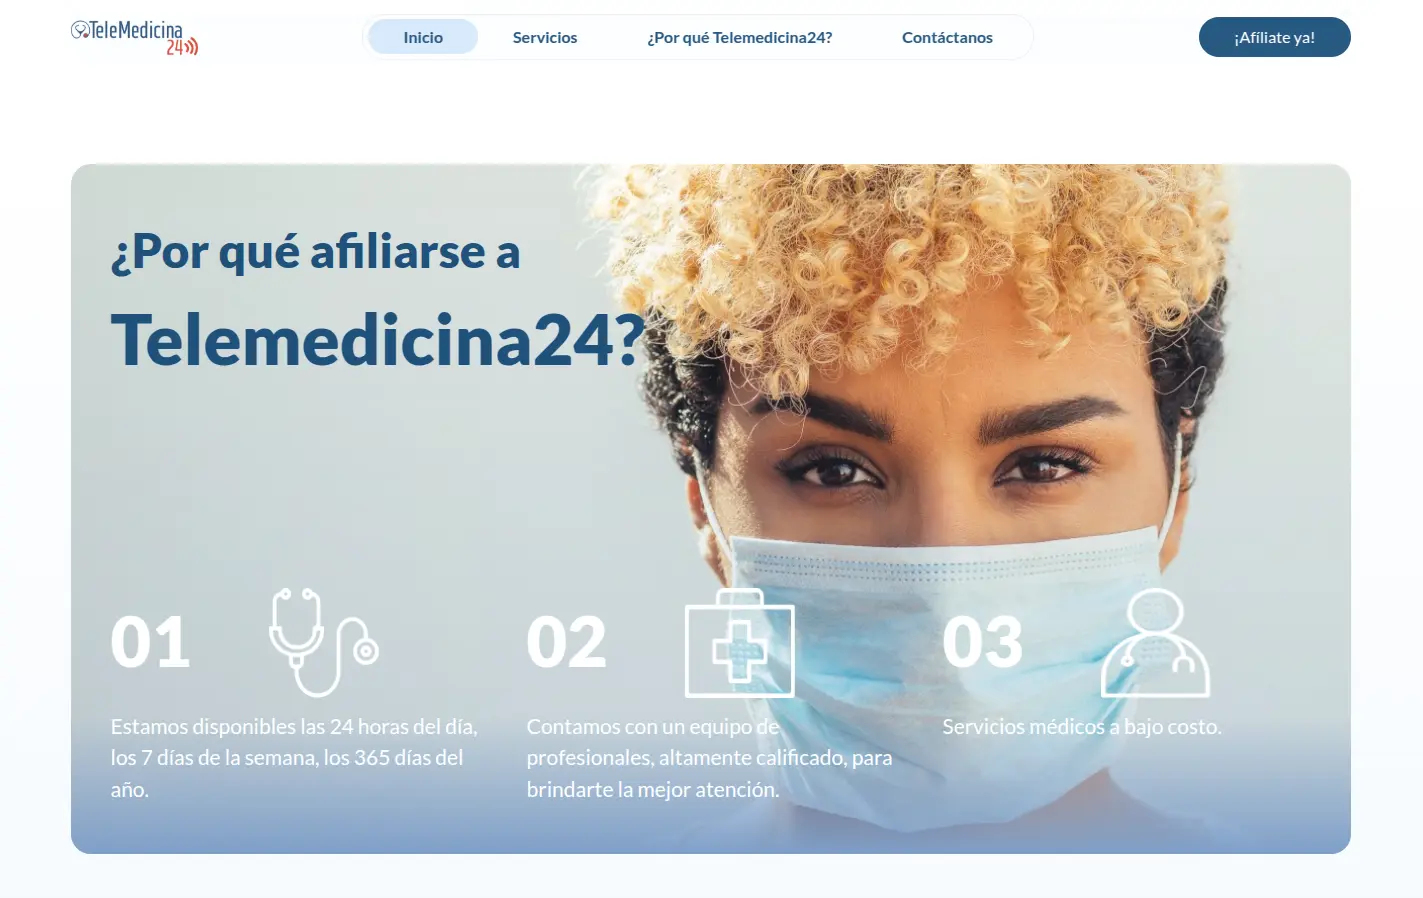 TeleMedicina
24
Inicio
Servicios
¿Por qué Telemedicina24?
Contáctanos
¡Afíliate ya!
¿Por qué afiliarse a
Telemedicina24?
01
Estamos disponibles las 24 horas del día,
los 7 días de la semana, los 365 días del
año.
02
Contamos con un equipo de
profesionales, altamente calificado, para
brindarte la mejor atención.
03
Servicios médicos a bajo costo.